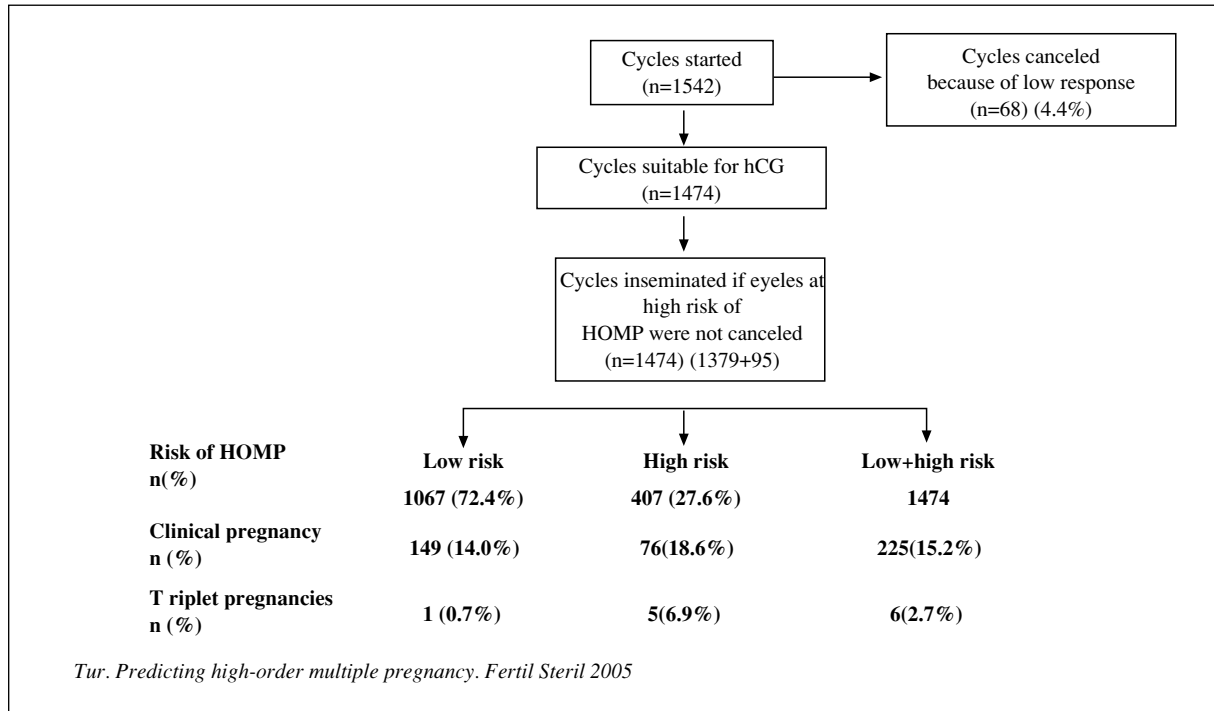 Cycles started
(n=1542)
Cycles canceled
because of low response
(n=68) (4.4%)
Cycles suitable for hCG
(n=1474)
Cycles inseminated if eyeles at
high risk of
HOMP were not canceled
(n=1474) (1379+95)
Risk of HOMP
n(%)
Low risk
High risk
Low+high risk
1067 (72.4%)
407 (27.6%)
1474
Clinical pregnancy
n (%)
149 (14.0%)
76(18.6%)
225(15.2%)
T riplet pregnancies
n (%)
1 (0.7%)
5(6.9%)
6(2.7%)
Tur. Predicting high-order multiple pregnancy. Fertil Steril 2005